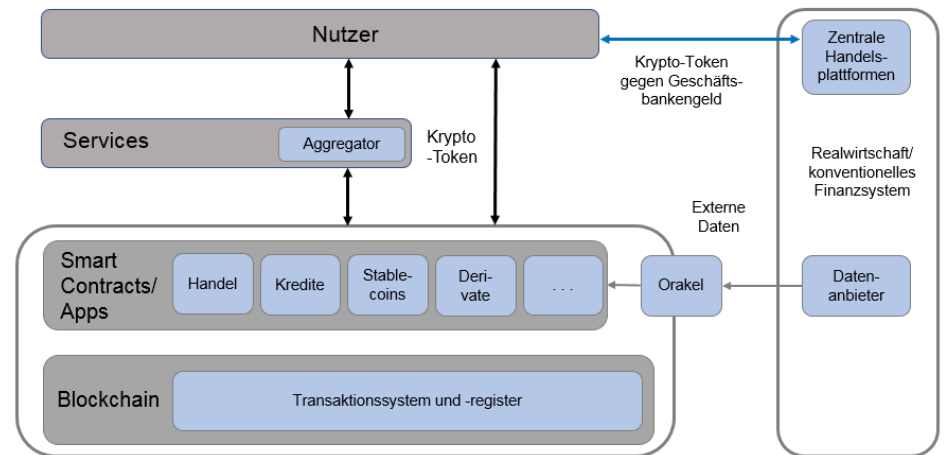 Nutzer
Zentrale
Handels-
plattformen
Krypto-Token
gegen Geschäfts-
bankengeld
Services
Aggregator
Krypto
-Token
Realwirtschaft/
konventionelles
Finanzsystem
Externe
Daten
Smart
Contracts/
Apps
Handel
Kredite
Stable-
coins
Deri-
vate
. . .
Orakel
Daten-
anbieter
Blockchain
Transaktionssystem und -register